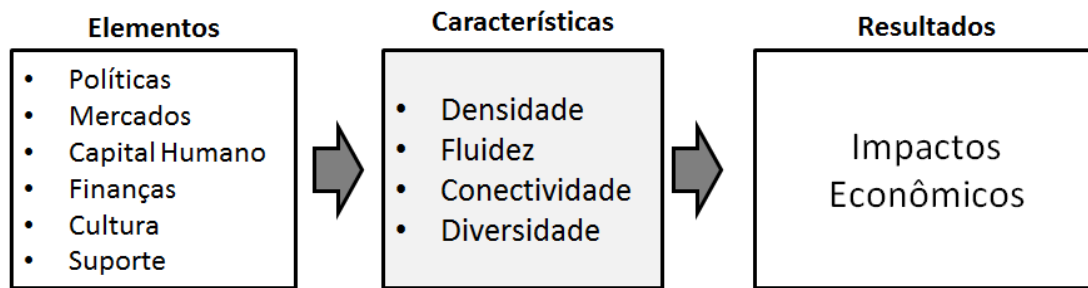 Elementos
• Políticas
• Mercados
• Capital Humano
• Finanças
• Cultura
• Suporte
Características
• Densidade
• Fluidez
• Conectividade
• Diversidade
Resultados
Impactos
Econômicos